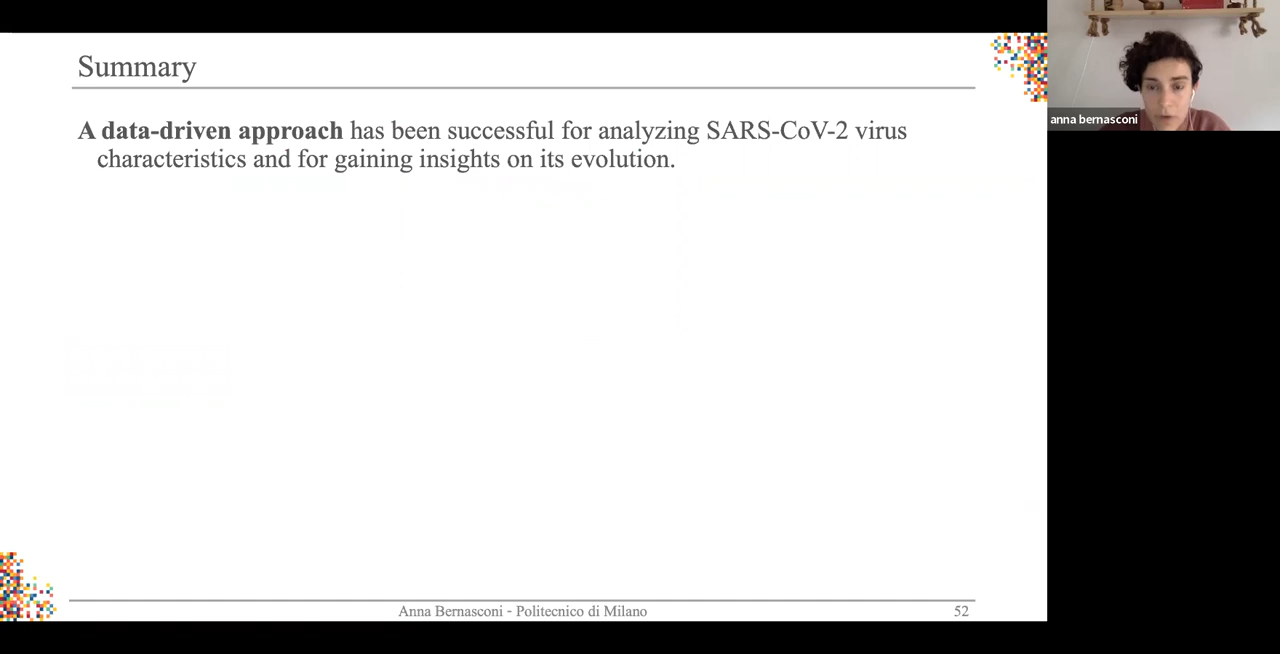 Summary
A data-driven approach has been successful for analyzing SARS-CoV-2 virus
characteristics and for gaining insights on its evolution.
Anna Bernasconi - Politecnico di Milano
52
anna bernasconi